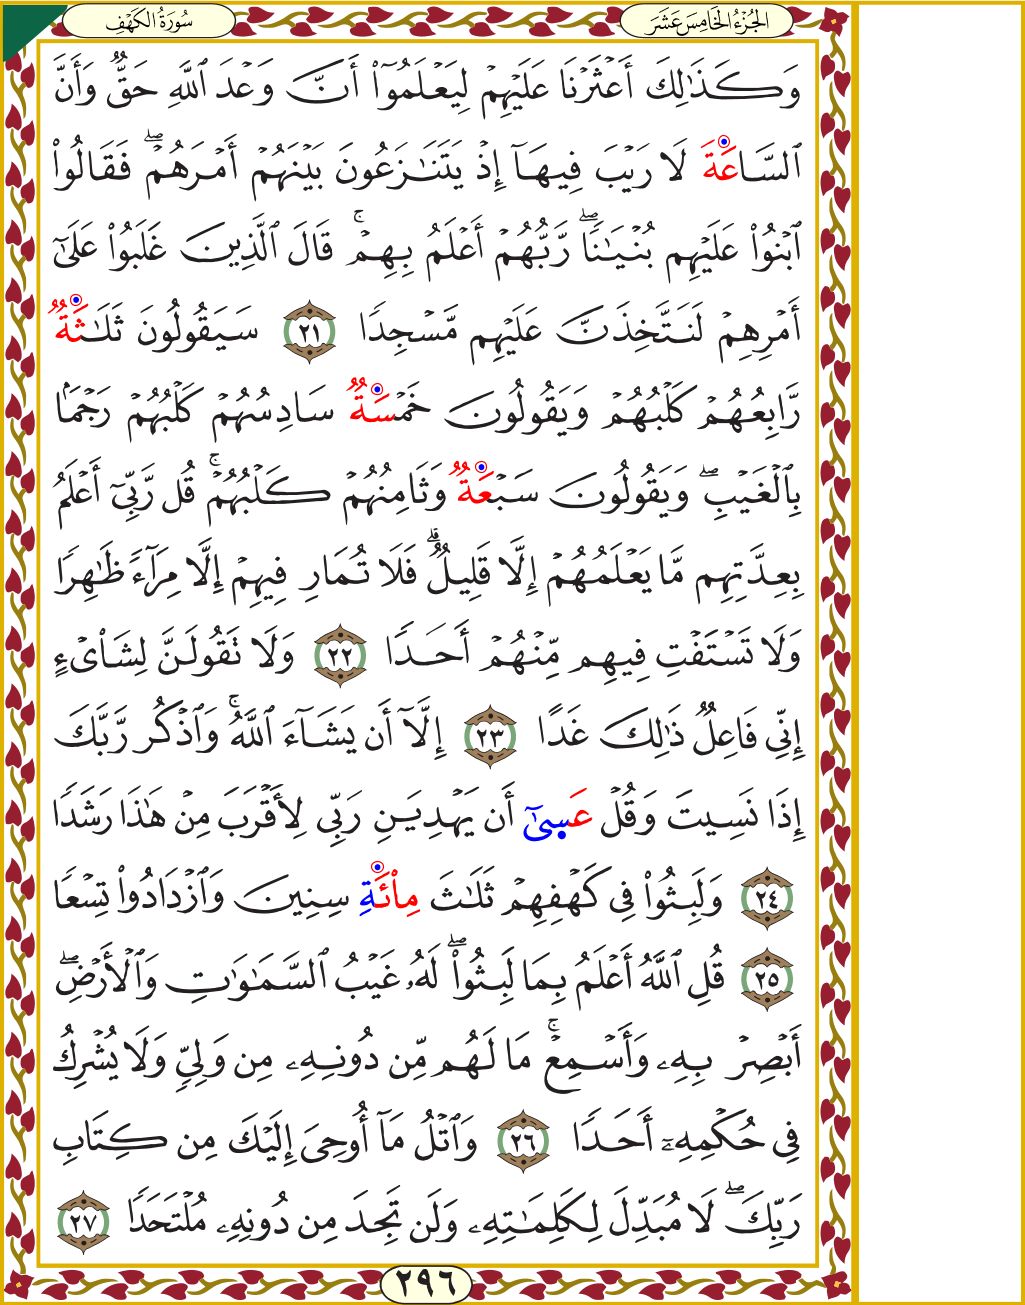 الجُزْءُ الخَامِسَ عَشَرَ
سُورَةُ الكَهْفِ
وَكَذَٰلِكَ أَعْثَرْنَا عَلَيْهِمْ لِيَعْلَمُوٓا۟ أَنَّ وَعْدَ ٱللَّهِ حَقٌّ وَأَنَّ
ٱلسَّاعَةَ لَا رَيْبَ فِيهَآ إِذْ يَتَنَٰزَعُونَ بَيْنَهُمْ أَمْرَهُمْ ۖ فَقَالُوا۟
ٱبْنُوا۟ عَلَيْهِم بُنْيَٰنًا ۖ رَّبُّهُمْ أَعْلَمُ بِهِمْ ۚ قَالَ ٱلَّذِينَ غَلَبُوا۟ عَلَىٰٓ
أَمْرِهِمْ لَنَتَّخِذَنَّ عَلَيْهِم مَّسْجِدًا ٢١ سَيَقُولُونَ ثَلَٰثَةٌ
رَّابِعُهُمْ كَلْبُهُمْ وَيَقُولُونَ خَمْسَةٌ سَادِسُهُمْ كَلْبُهُمْ رَجْمًۢا
بِٱلْغَيْبِ ۖ وَيَقُولُونَ سَبْعَةٌ وَثَامِنُهُمْ كَلْبُهُمْ ۚ قُل رَّبِّىٓ أَعْلَمُ
بِعِدَّتِهِم مَّا يَعْلَمُهُمْ إِلَّا قَلِيلٌ ۗ فَلَا تُمَارِ فِيهِمْ إِلَّا مِرَآءً ظَٰهِرًا
وَلَا تَسْتَفْتِ فِيهِم مِّنْهُمْ أَحَدًا ٢٢ وَلَا تَقُولَنَّ لِشَا۟ىْءٍ
إِنِّى فَاعِلٌ ذَٰلِكَ غَدًا ٢٣ إِلَّآ أَن يَشَآءَ ٱللَّهُ ۚ وَٱذْكُر رَّبَّكَ
إِذَا نَسِيتَ وَقُلْ عَسَىٰٓ أَن يَهْدِيَنِ رَبِّى لِأَقْرَبَ مِنْ هَٰذَا رَشَدًا
٢٤ وَلَبِثُوا۟ فِى كَهْفِهِمْ ثَلَٰثَ مِا۟ئَةِ سِنِينَ وَٱزْدَادُوا۟ تِسْعًا
٢٥ قُلِ ٱللَّهُ أَعْلَمُ بِمَا لَبِثُوا۟ ۖ لَهُۥ غَيْبُ ٱلسَّمَٰوَٰتِ وَٱلْأَرْضِ ۖ
أَبْصِرْ بِهِۦ وَأَسْمِعْ ۚ مَا لَهُم مِّن دُونِهِۦ مِن وَلِىٍّ وَلَا يُشْرِكُ
فِى حُكْمِهِۦٓ أَحَدًا ٢٦ وَٱتْلُ مَآ أُوحِىَ إِلَيْكَ مِن كِتَابِ
رَبِّكَ ۖ لَا مُبَدِّلَ لِكَلِمَٰتِهِۦ وَلَن تَجِدَ مِن دُونِهِۦ مُلْتَحَدًا ٢٧
٢٩٦